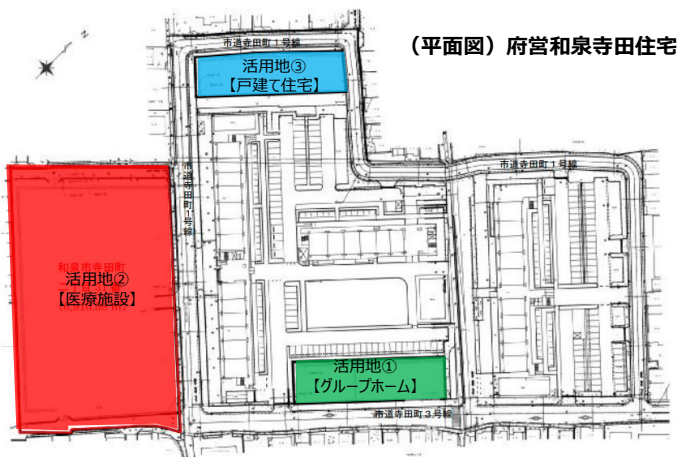 (平面図)府営和泉寺田住宅
N
市道寺田町1号線
活用地③
【戸建て住宅】
市道寺田町1号線
市道寺田町1号線
和泉市寺田町
活用地②
【医療施設】
活用地①
【グループホーム】
市道寺田町3号線